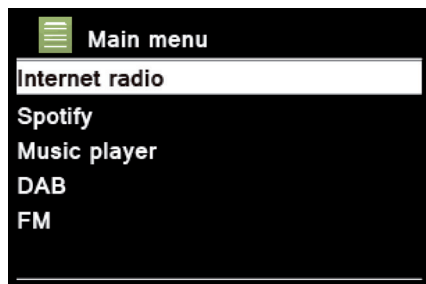 Main menu
Internet radio
Spotify
Music player
DAB
FM